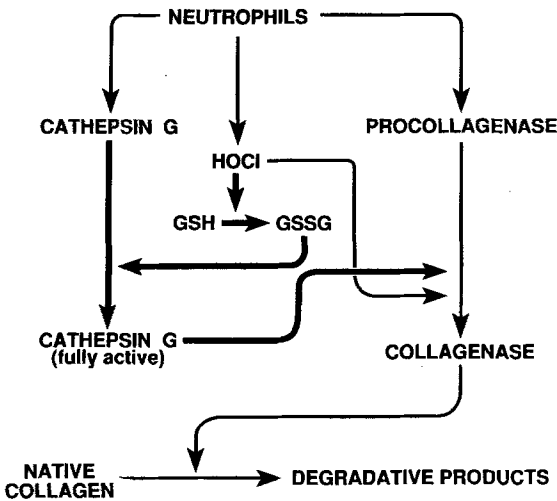 NEUTROPHILS
CATHEPSIN G
PROCOLLAGENASE
HOCl
GSH
GSSG
CATHEPSIN G
(fully active)
COLLAGENASE
NATIVE
COLLAGEN
DEGRADATIVE PRODUCTS